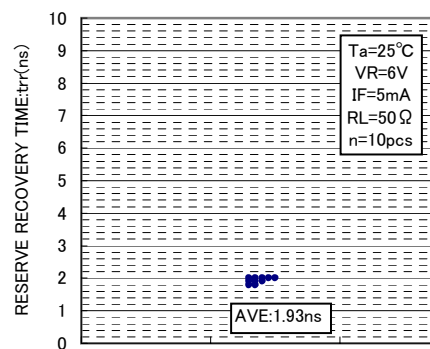 RESERVE RECOVERY TIME:trr(ns)
10
9
8
7
6
5
4
3
2
1
0
Ta=25℃
VR=6V
IF=5mA
RL=50Ω
n=10pcs
AVE:1.93ns